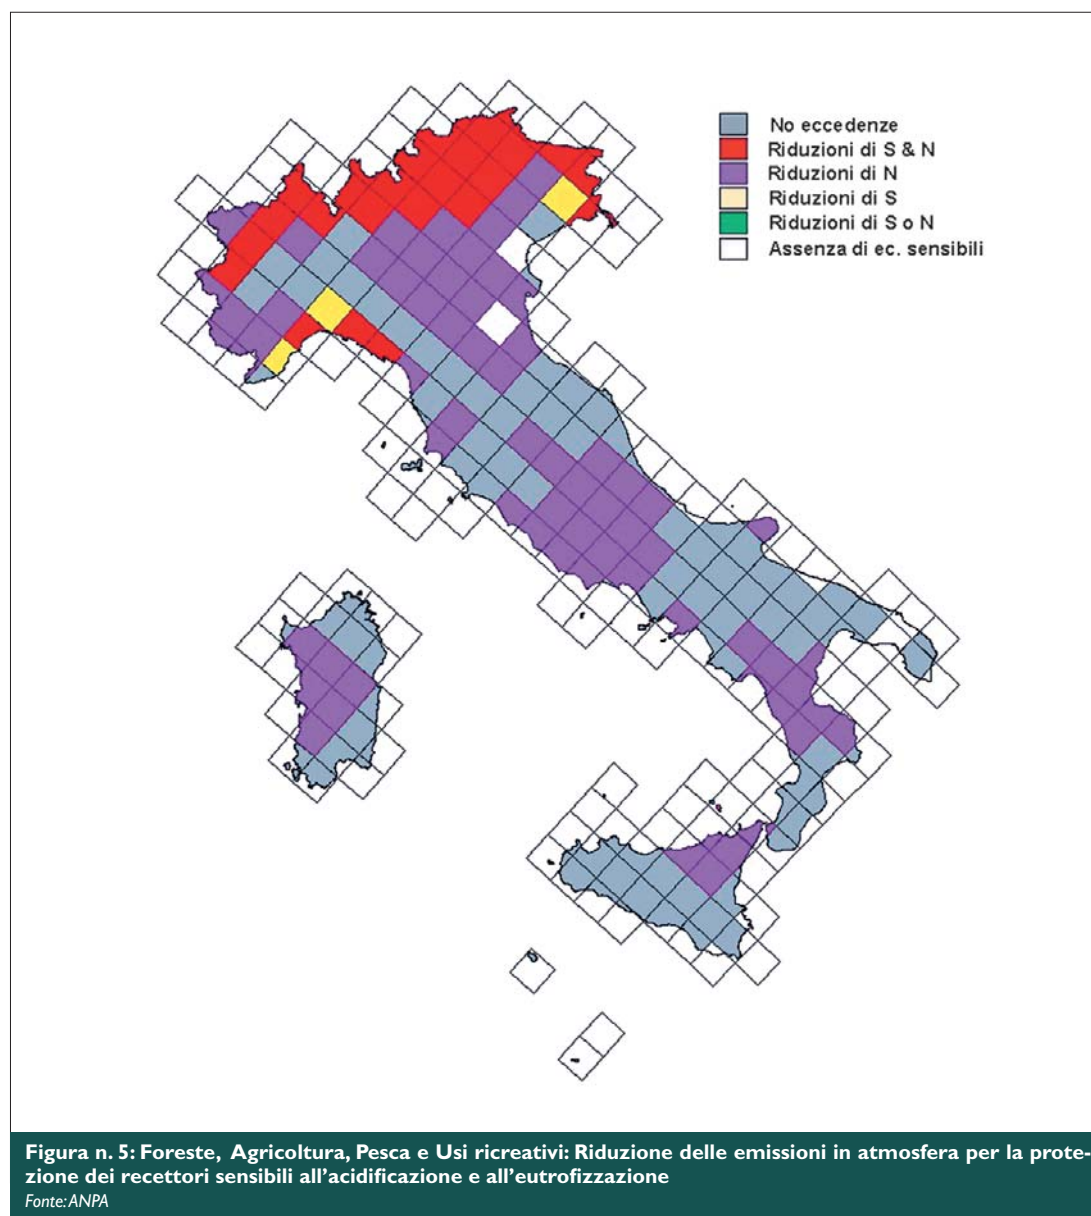 No eccedenze
Riduzioni di S & N
Riduzioni di N
Riduzioni di S
Riduzioni di S o N
Assenza di ec. sensibili
Figura n. 5: Foreste, Agricoltura, Pesca e Usi ricreativi: Riduzione delle emissioni in atmosfera per la prote-
zione dei recettori sensibili all'acidificazione e all'eutrofizzazione
Fonte: ANPA